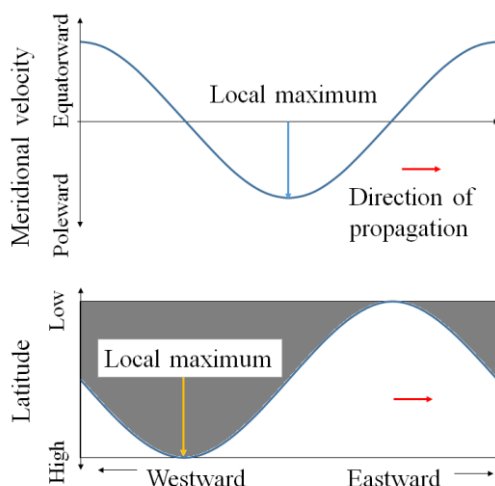 Meridional velocity
Equatorward
Poleward
Local maximum
Direction of
propagation
Latitude
Low
High
Local maximum
Westward
Eastward